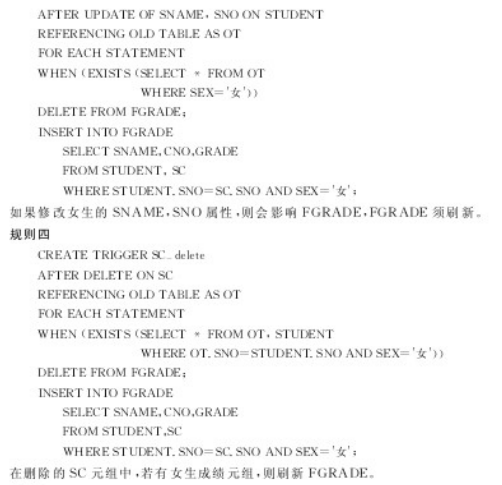 AFTER UPDATE OF SNAME, SNO ON STUDENT
REFERENCING OLD TABLE AS OT
FOR EACH STATEMENT
WHEN (EXISTS (SELECT * FROM OT
WHERE SEX='女'))
DELETE FROM FGRADE;
INSERT INTO FGRADE
SELECT SNAME,CNO,GRADE
FROM STUDENT, SC
WHERE STUDENT.SNO=SC.SNO AND SEX='女';
如果修改女生的 SNAME,SNO 属性,则会影响 FGRADE,FGRADE 须刷新。
规则四
CREATE TRIGGER SC_delete
AFTER DELETE ON SC
REFERENCING OLD TABLE AS OT
FOR EACH STATEMENT
WHEN (EXISTS (SELECT * FROM OT, STUDENT
WHERE OT.SNO=STUDENT.SNO AND SEX='女'))
DELETE FROM FGRADE;
INSERT INTO FGRADE
SELECT SNAME,CNO,GRADE
FROM STUDENT,SC
WHERE STUDENT.SNO=SC.SNO AND SEX='女';
在删除的 SC 元组中,若有女生成绩元组,则刷新 FGRADE。